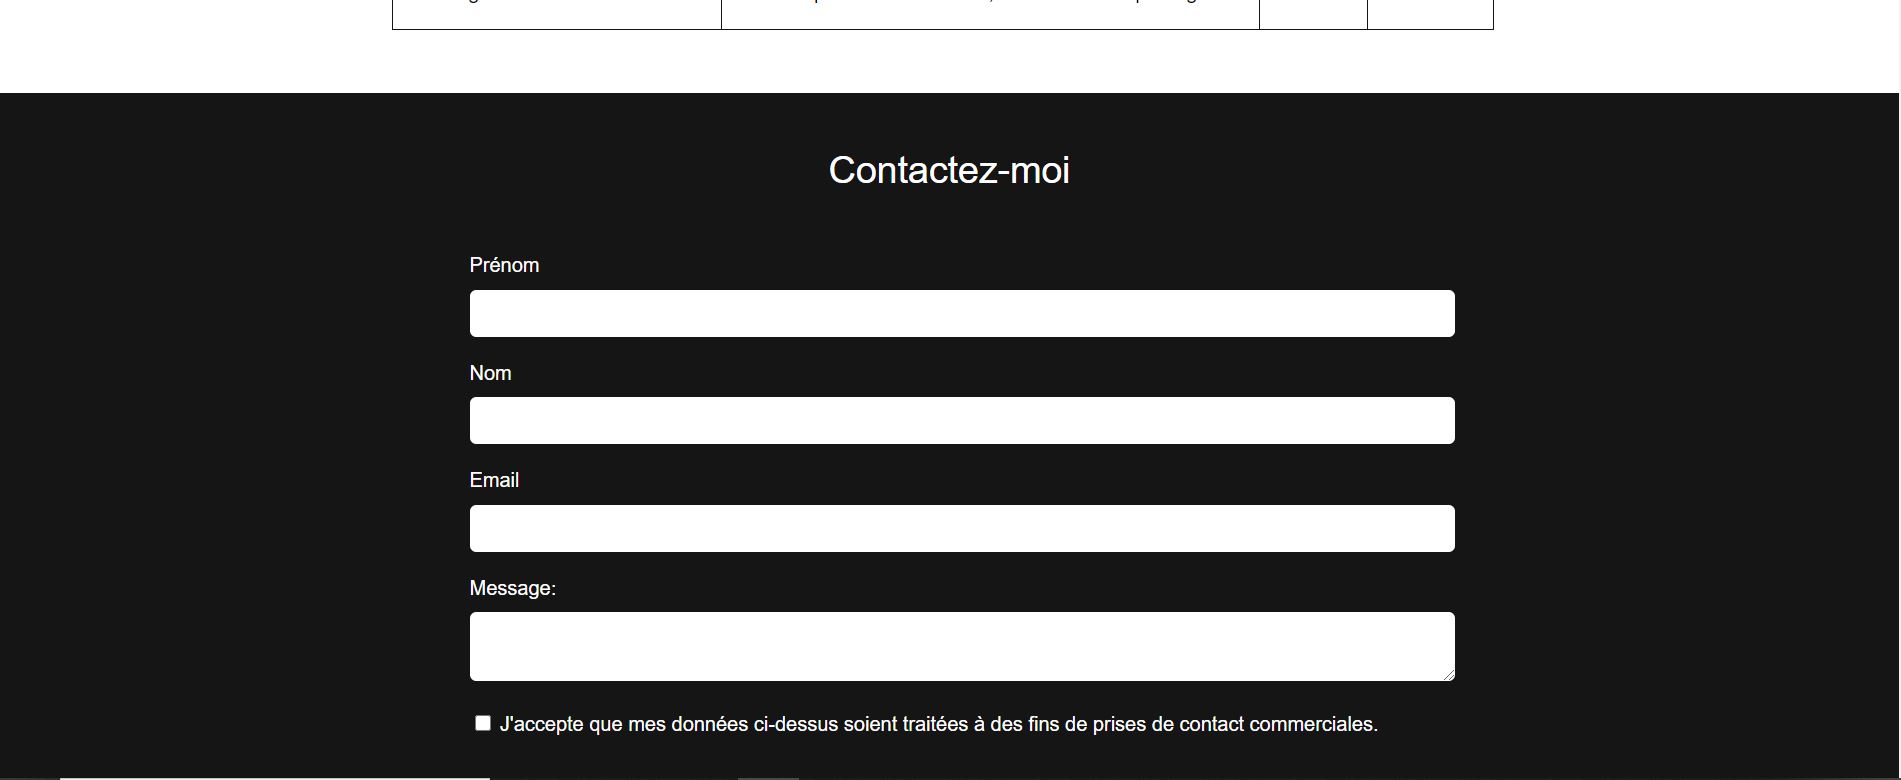 Contactez-moi
Prénom
Nom
Email
Message:
J'accepte que mes données ci-dessus soient traitées à des fins de prises de contact commerciales.